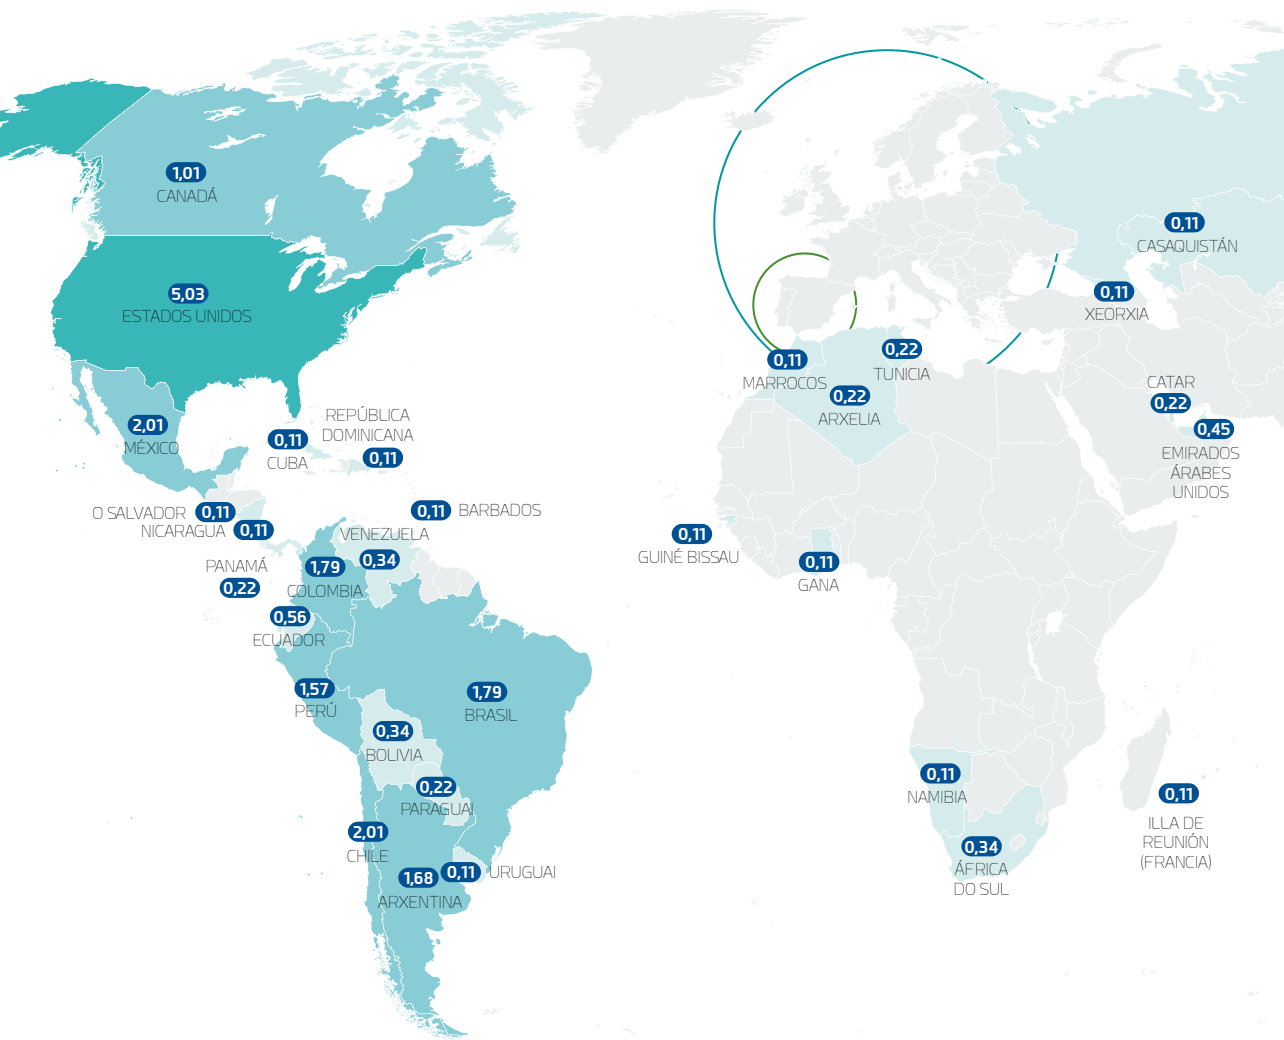 1,01
CANADÁ
5,03
ESTADOS UNIDOS
2,01
MÉXICO
0,11
CUBA
REPÚBLICA
DOMINICANA
0,11
O SALVADOR 0,11
NICARAGUA 0,11
0,11 BARBADOS
PANAMÁ
0,22
VENEZUELA
0,34
1,79
COLOMBIA
0,56
ECUADOR
1,57
PERÚ
1,79
BRASIL
0,34
BOLIVIA
0,22
PARAGUAI
2,01
CHILE
1,68
ARXENTINA
0,11 URUGUAI
0,11
CASAQUISTÁN
0,11
XEORXIA
0,11
MARROCOS
0,22
TUNICIA
0,22
ARXELIA
CATAR
0,22
0,45
EMIRADOS
ÁRABES
UNIDOS
0,11
GUINÉ BISSAU
0,11
GANA
0,11
NAMIBIA
0,34
ÁFRICA
DO SUL
0,11
ILLA DE
REUNIÓN
(FRANCIA)